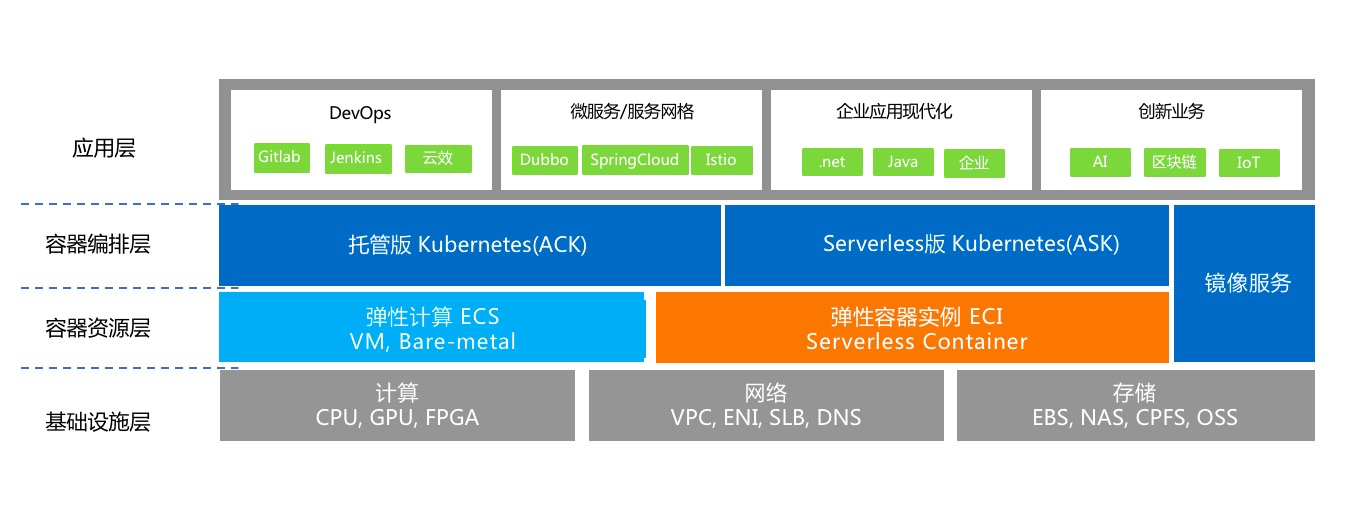 应用层
DevOps
Gitlab
Jenkins
云效
微服务/服务网格
Dubbo
SpringCloud
Istio
企业应用现代化
.net
Java
企业
创新业务
AI
区块链
IoT
容器编排层
托管版 Kubernetes(ACK)
Serverless版 Kubernetes(ASK)
镜像服务
容器资源层
弹性计算 ECS
VM, Bare-metal
弹性容器实例 ECI
Serverless Container
基础设施层
计算
CPU, GPU, FPGA
网络
VPC, ENI, SLB, DNS
存储
EBS, NAS, CPFS, OSS